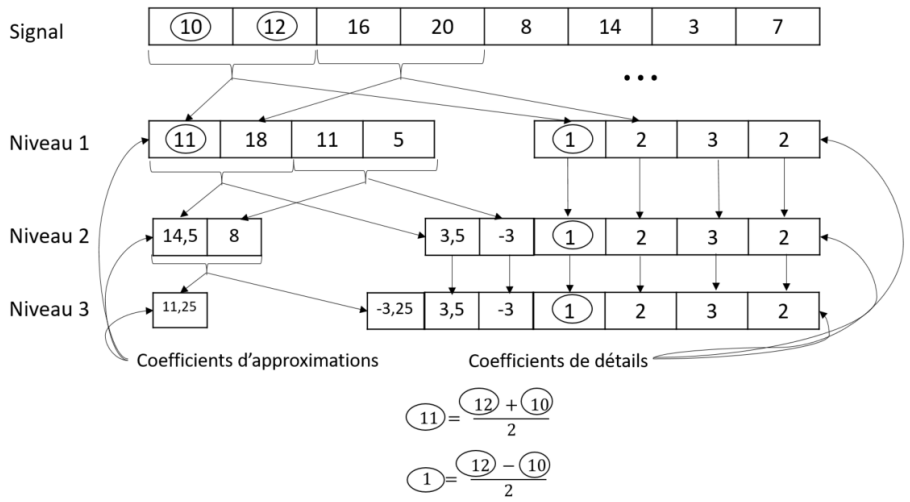 Signal 10 12 16 20 8 14 3 7
...
Niveau 1 11 18 11 5 1 2 3 2
Niveau 2 14,5 8 3,5 -3 1 2 3 2
Niveau 3 11,25 -3,25 3,5 -3 1 2 3 2
Coefficients d'approximations Coefficients de détails
11 = 12 + 10 / 2
1 = 12 − 10 / 2